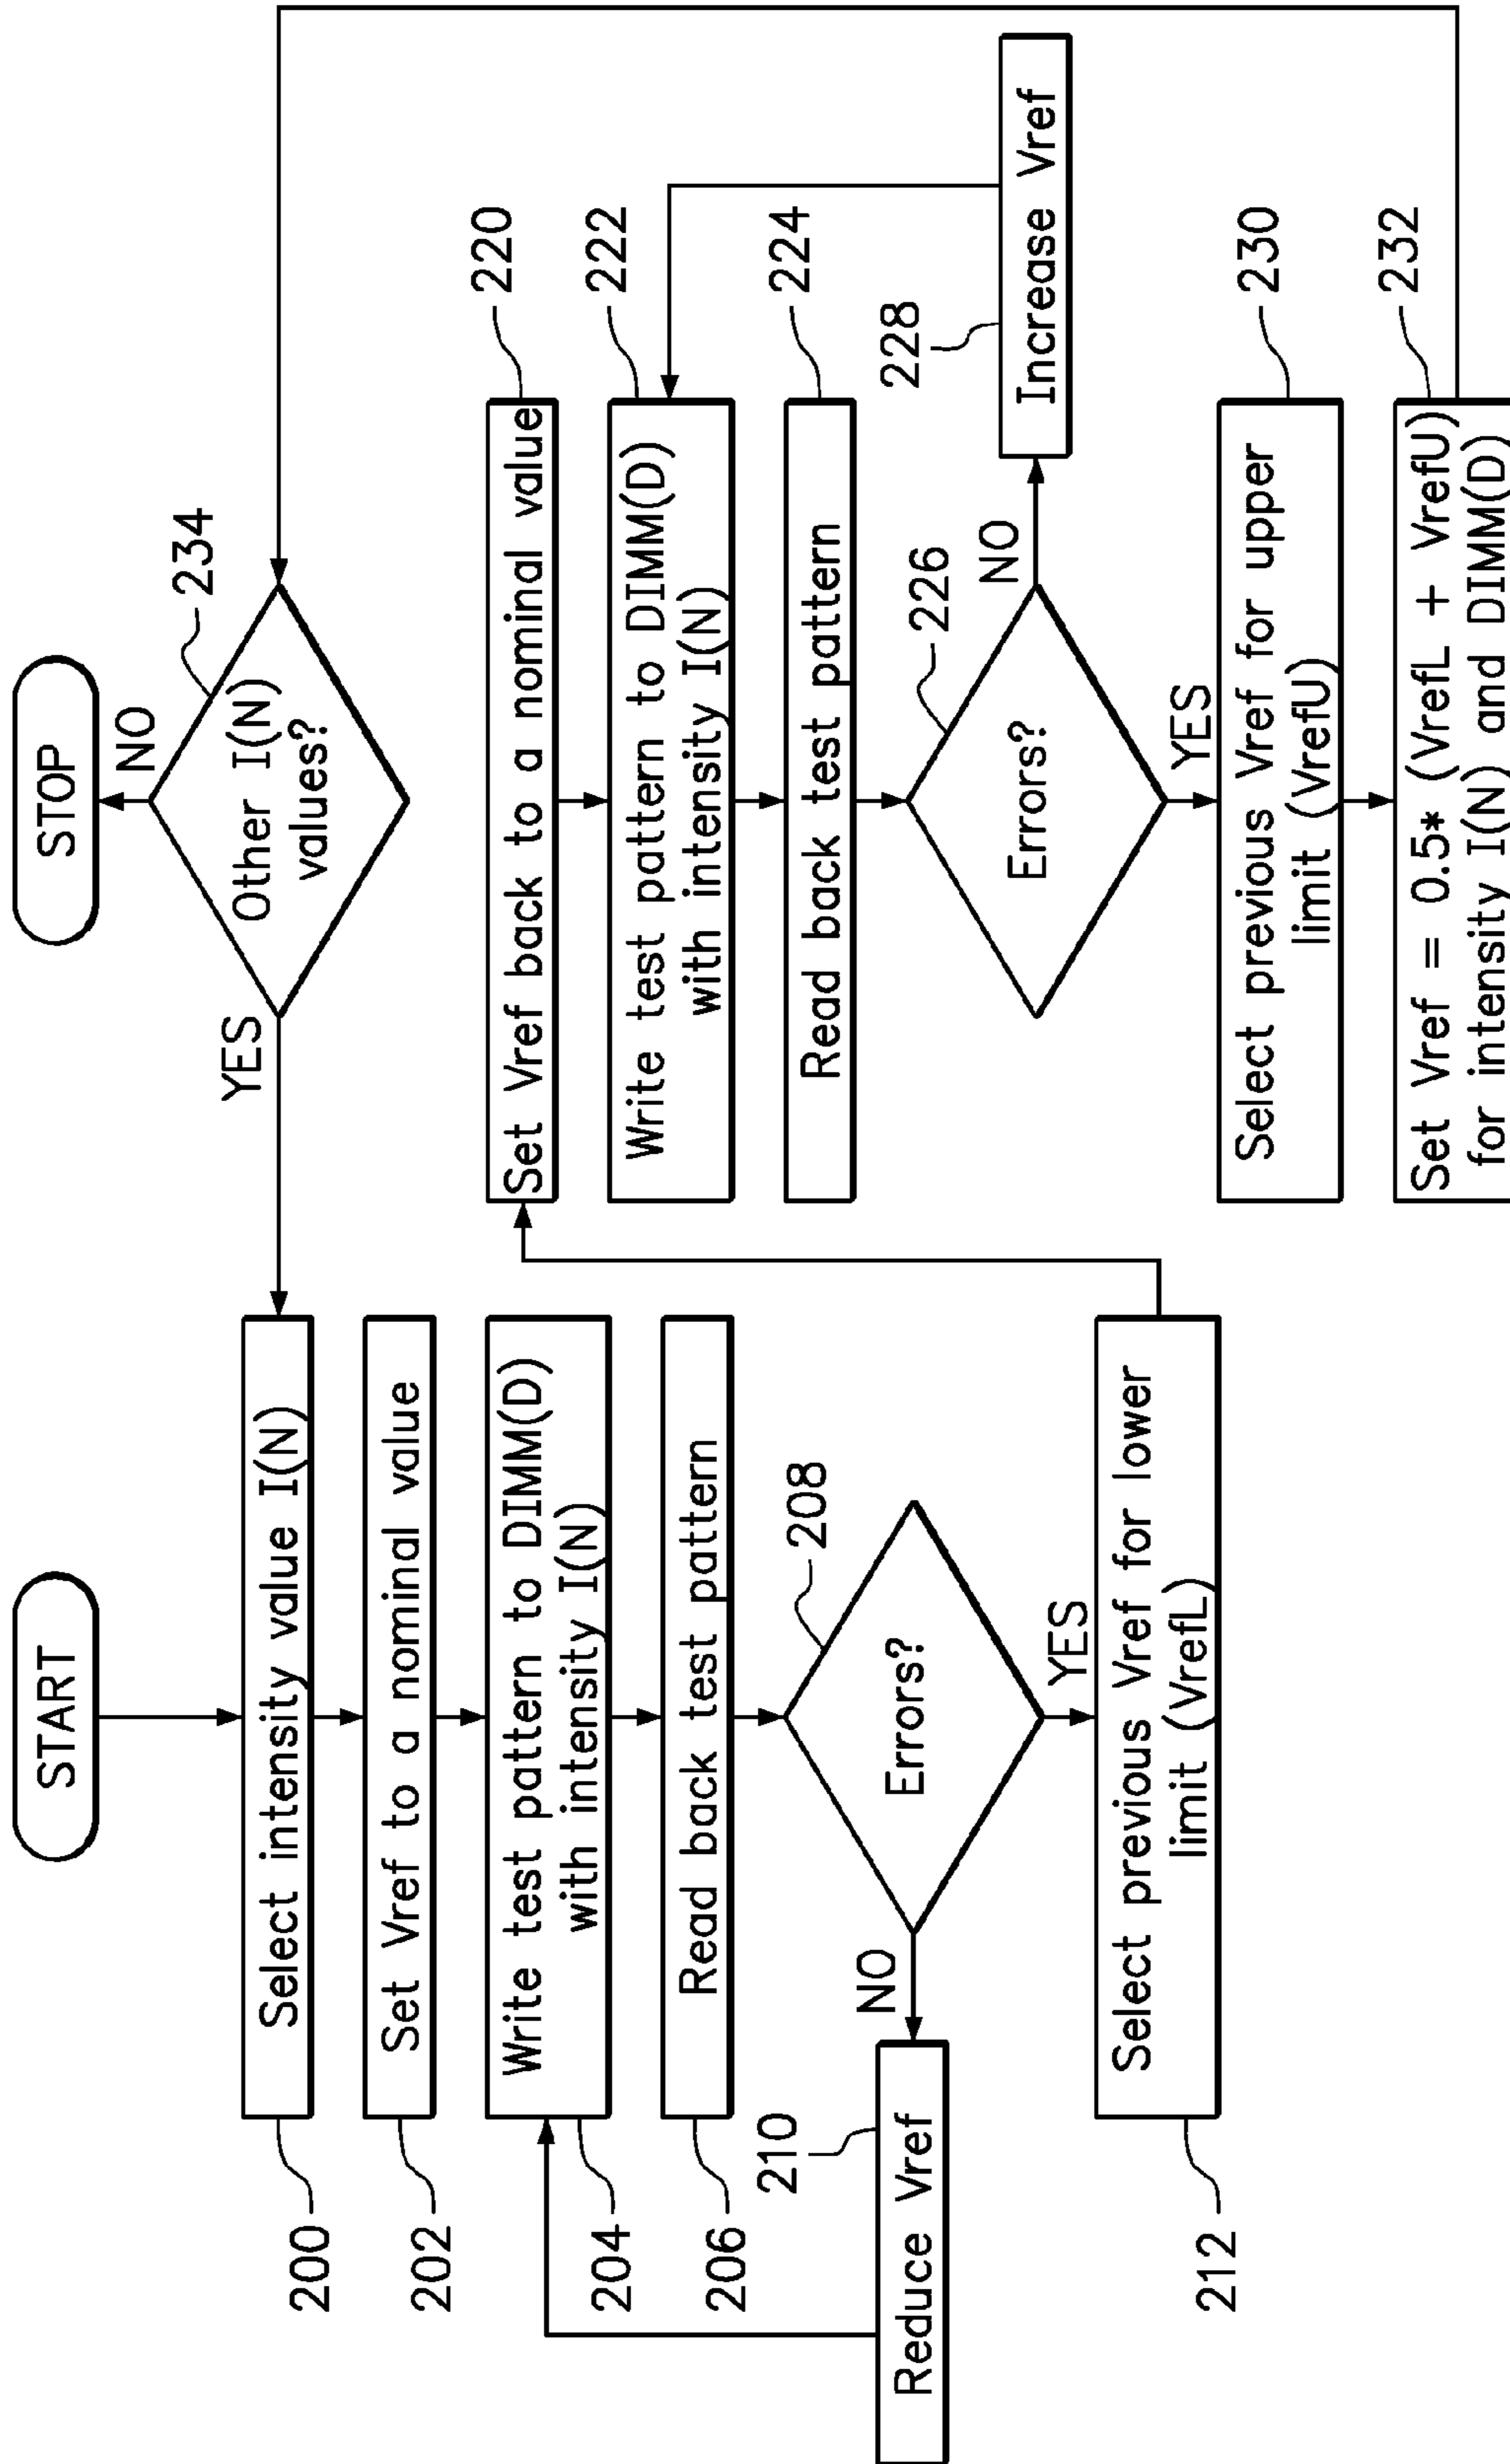 START
200
Select intensity value I(N)
202
Set Vref to a nominal value
204
Write test pattern to DIMM(D)
with intensity I(N)
206
Read back test pattern
208
Errors?
NO
210
Reduce Vref
YES
212
Select previous Vref for lower
limit (VrefL)
STOP
NO
234
Other I(N)
values?
YES
220
Set Vref back to a nominal value
222
Write test pattern to DIMM(D)
with intensity I(N)
224
Read back test pattern
226
Errors?
NO
228
Increase Vref
YES
230
Select previous Vref for upper
limit (VrefU)
232
Set Vref = 0.5* (VrefL + VrefU)
for intensity I(N) and DIMM(D)